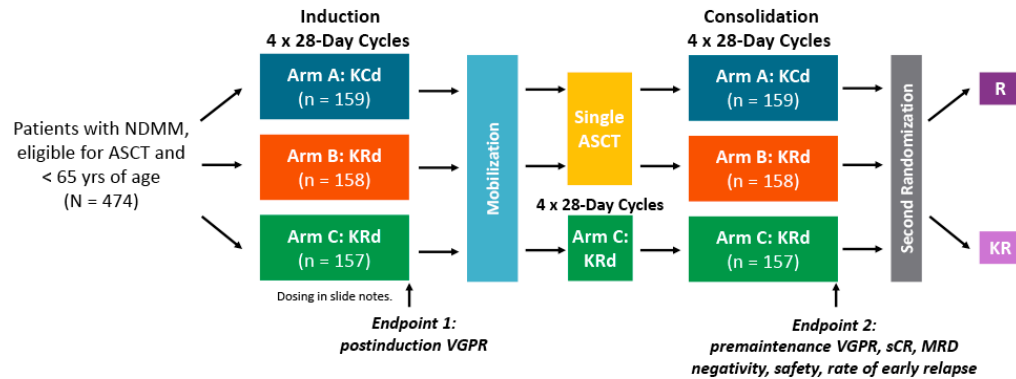 Induction
4 x 28-Day Cycles
Consolidation
4 x 28-Day Cycles
Patients with NDMM,
eligible for ASCT and
< 65 yrs of age
(N = 474)
Arm A: KCd
(n = 159)
Arm B: KRd
(n = 158)
Arm C: KRd
(n = 157)
Dosing in slide notes.
Endpoint 1:
postinduction VGPR
Mobilization
Single
ASCT
4 x 28-Day Cycles
Arm C:
KRd
Arm A: KCd
(n = 159)
Arm B: KRd
(n = 158)
Arm C: KRd
(n = 157)
Endpoint 2:
premaintenance VGPR, sCR, MRD
negativity, safety, rate of early relapse
Second Randomization
R
KR